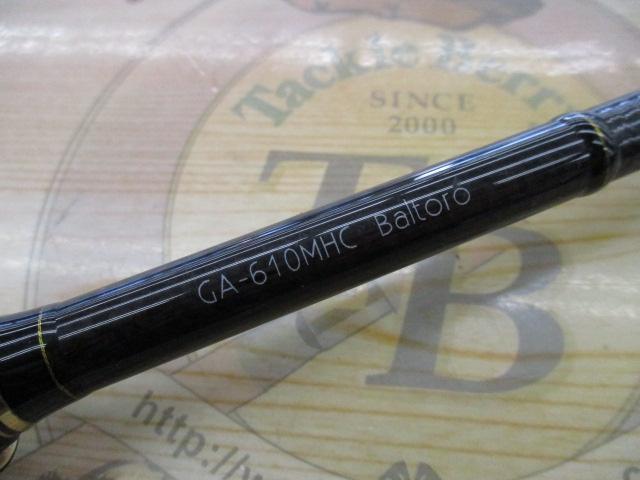 Tackle Berry
SINCE
2000
TB
GA-610MHC Baltoro
http://w